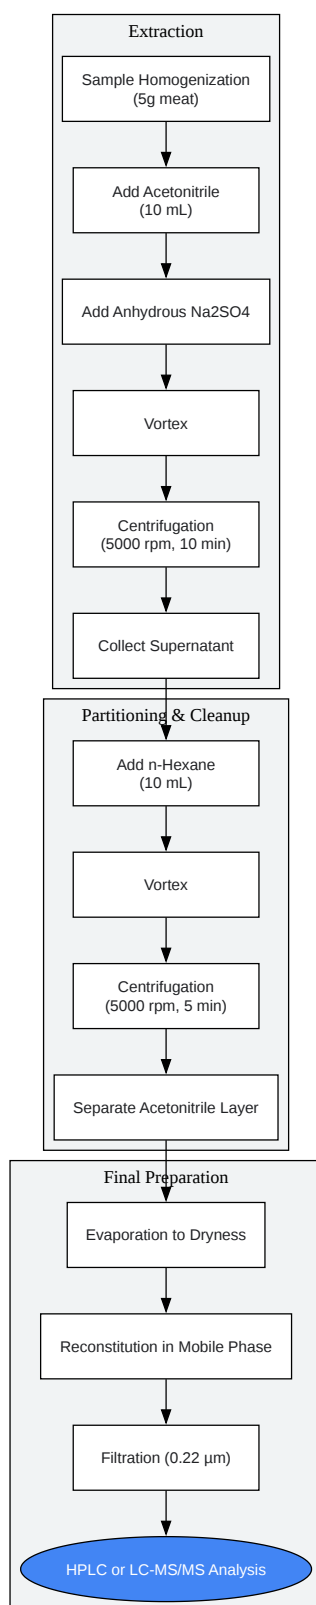 Extraction
Sample Homogenization
(5g meat)
Add Acetonitrile
(10 mL)
Add Anhydrous Na2SO4
Vortex
Centrifugation
(5000 rpm, 10 min)
Collect Supernatant
Partitioning & Cleanup
Add n-Hexane
(10 mL)
Vortex
Centrifugation
(5000 rpm, 5 min)
Separate Acetonitrile Layer
Final Preparation
Evaporation to Dryness
Reconstitution in Mobile Phase
Filtration (0.22 µm)
HPLC or LC-MS/MS Analysis